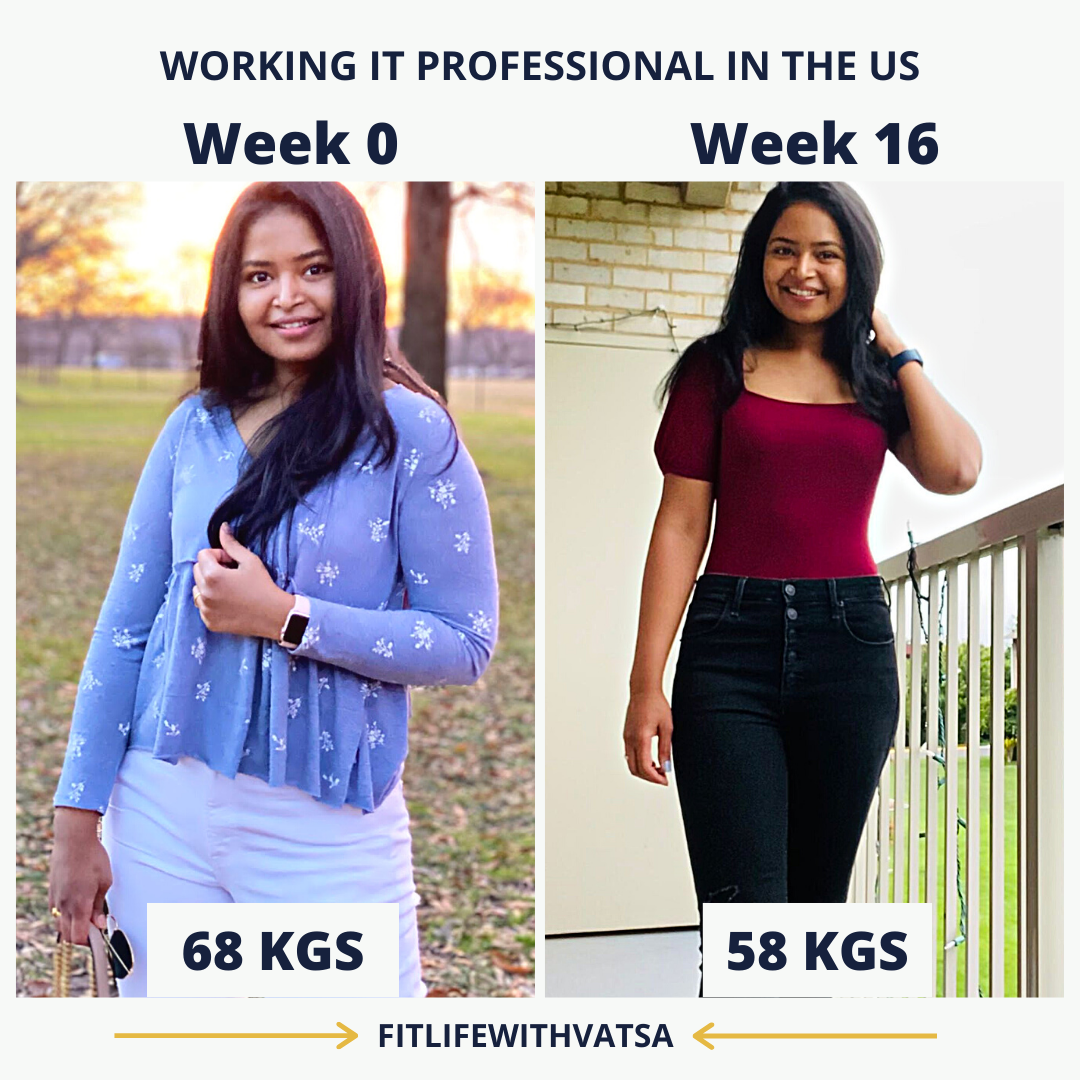 WORKING IT PROFESSIONAL IN THE US
Week 0
Week 16
68 KGS
58 KGS
FITLIFEWITHVATSA